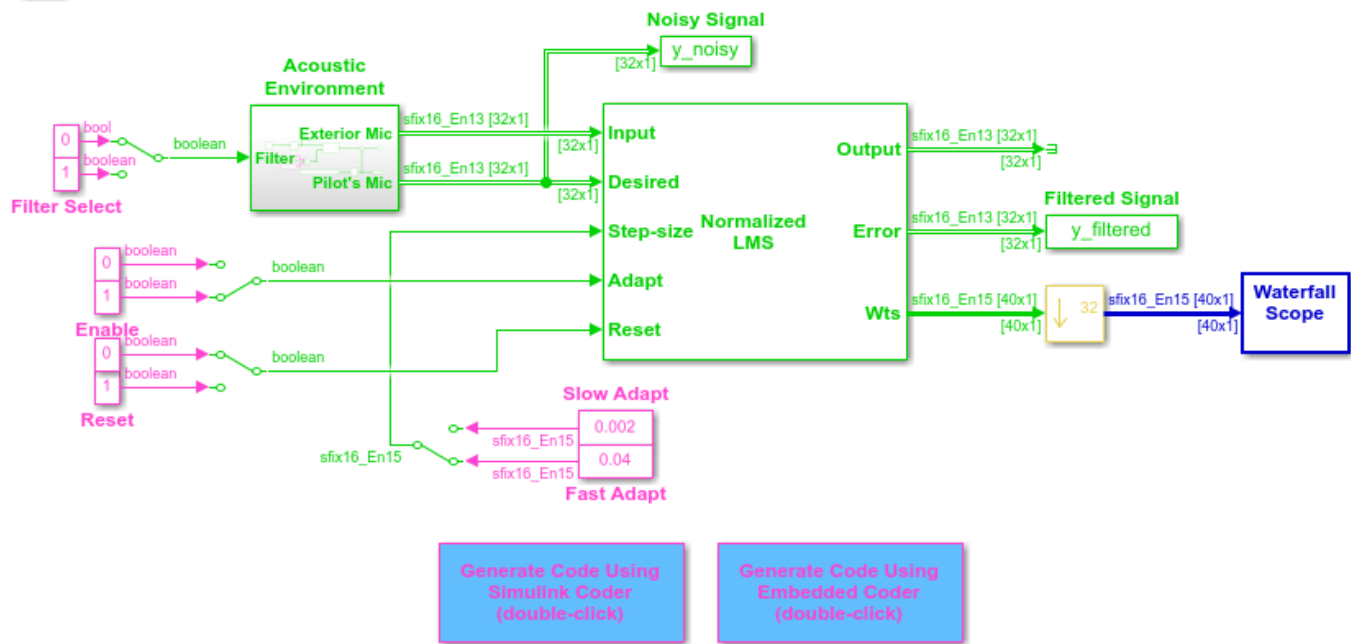 Noisy Signal
y_noisy
[32x1]
Acoustic
Environment
Exterior Mic
Filter
Pilot's Mic
0
1
bool
boolean
boolean
Filter Select
sfix16_En13 [32x1]
[32x1]
sfix16_En13 [32x1]
[32x1]
Input
Desired
Step-size
Adapt
Reset
Normalized
LMS
Output
Error
Wts
sfix16_En13 [32x1]
[32x1]
Filtered Signal
sfix16_En13 [32x1]
[32x1]
y_filtered
sfix16_En15 [40x1]
[40x1]
32
sfix16_En15 [40x1]
[40x1]
Waterfall
Scope
0
1
boolean
boolean
boolean
Enable
0
1
boolean
boolean
boolean
Reset
Slow Adapt
0.002
sfix16_En15
sfix16_En15
0.04
sfix16_En15
Fast Adapt
Generate Code Using
Simulink Coder
(double-click)
Generate Code Using
Embedded Coder
(double-click)